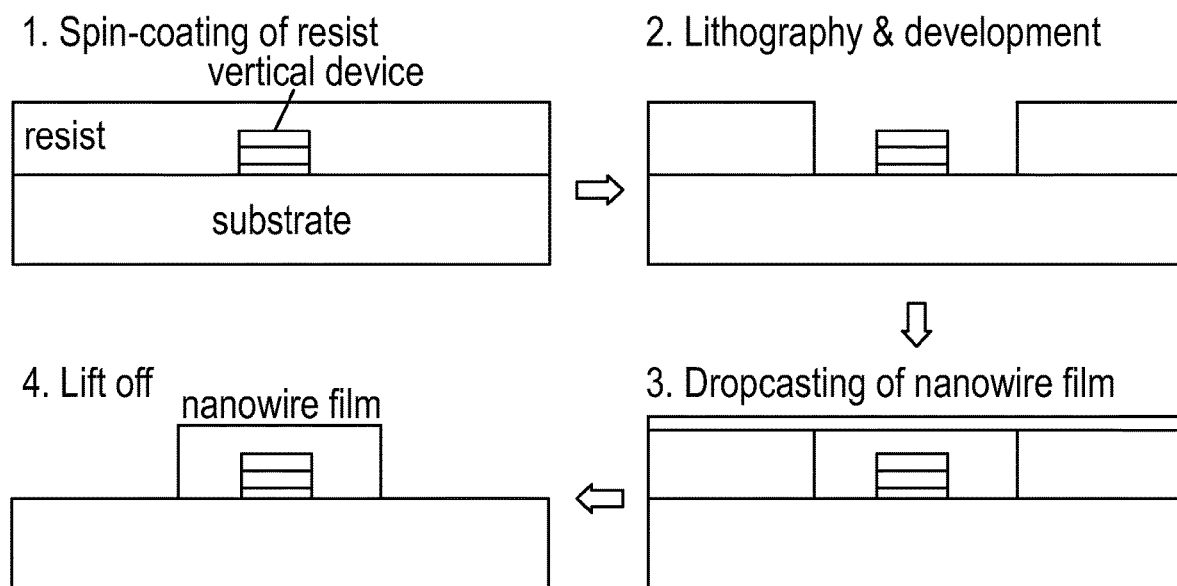 1. Spin-coating of resist
vertical device
resist
substrate
2. Lithography & development
3. Dropcasting of nanowire film
4. Lift off
nanowire film